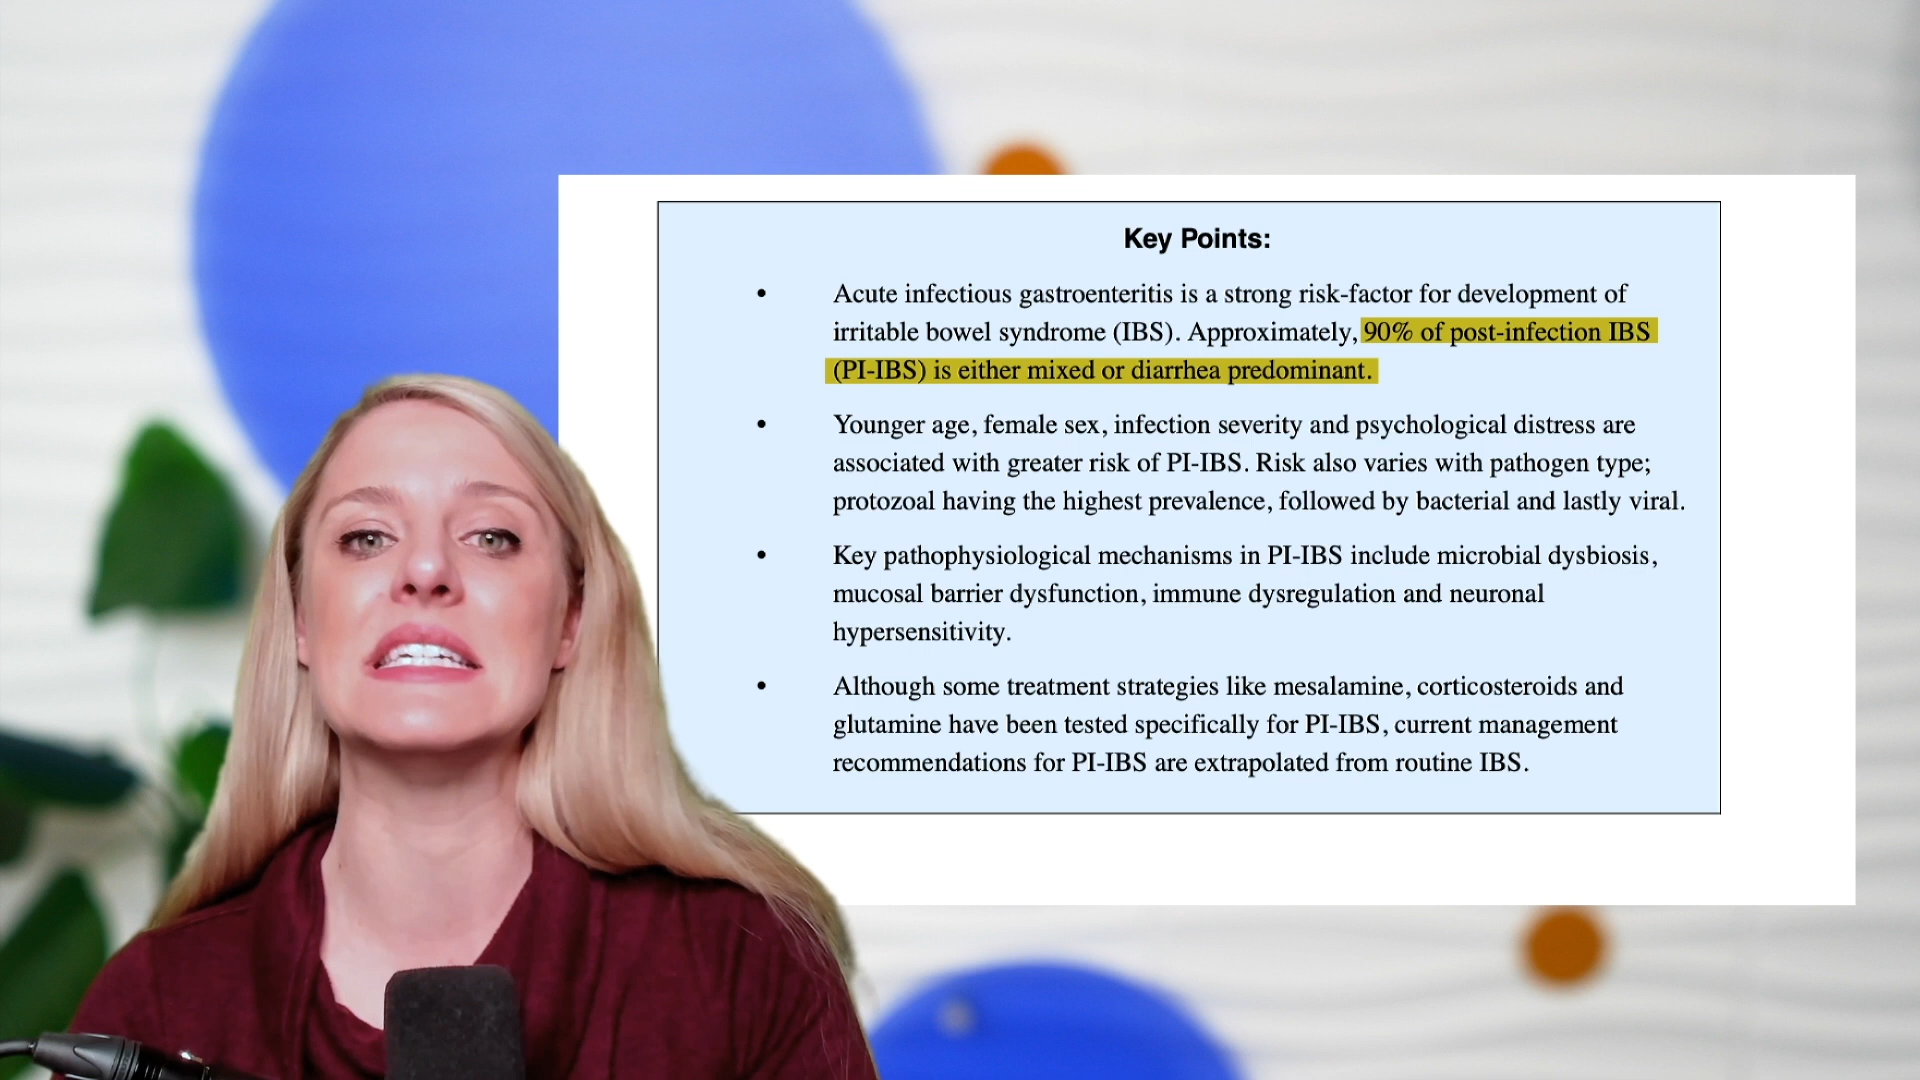 Key Points:
• Acute infectious gastroenteritis is a strong risk-factor for development of
irritable bowel syndrome (IBS). Approximately, 90% of post-infection IBS
(PI-IBS) is either mixed or diarrhea predominant.
• Younger age, female sex, infection severity and psychological distress are
associated with greater risk of PI-IBS. Risk also varies with pathogen type;
protozoal having the highest prevalence, followed by bacterial and lastly viral.
• Key pathophysiological mechanisms in PI-IBS include microbial dysbiosis,
mucosal barrier dysfunction, immune dysregulation and neuronal
hypersensitivity.
• Although some treatment strategies like mesalamine, corticosteroids and
glutamine have been tested specifically for PI-IBS, current management
recommendations for PI-IBS are extrapolated from routine IBS.